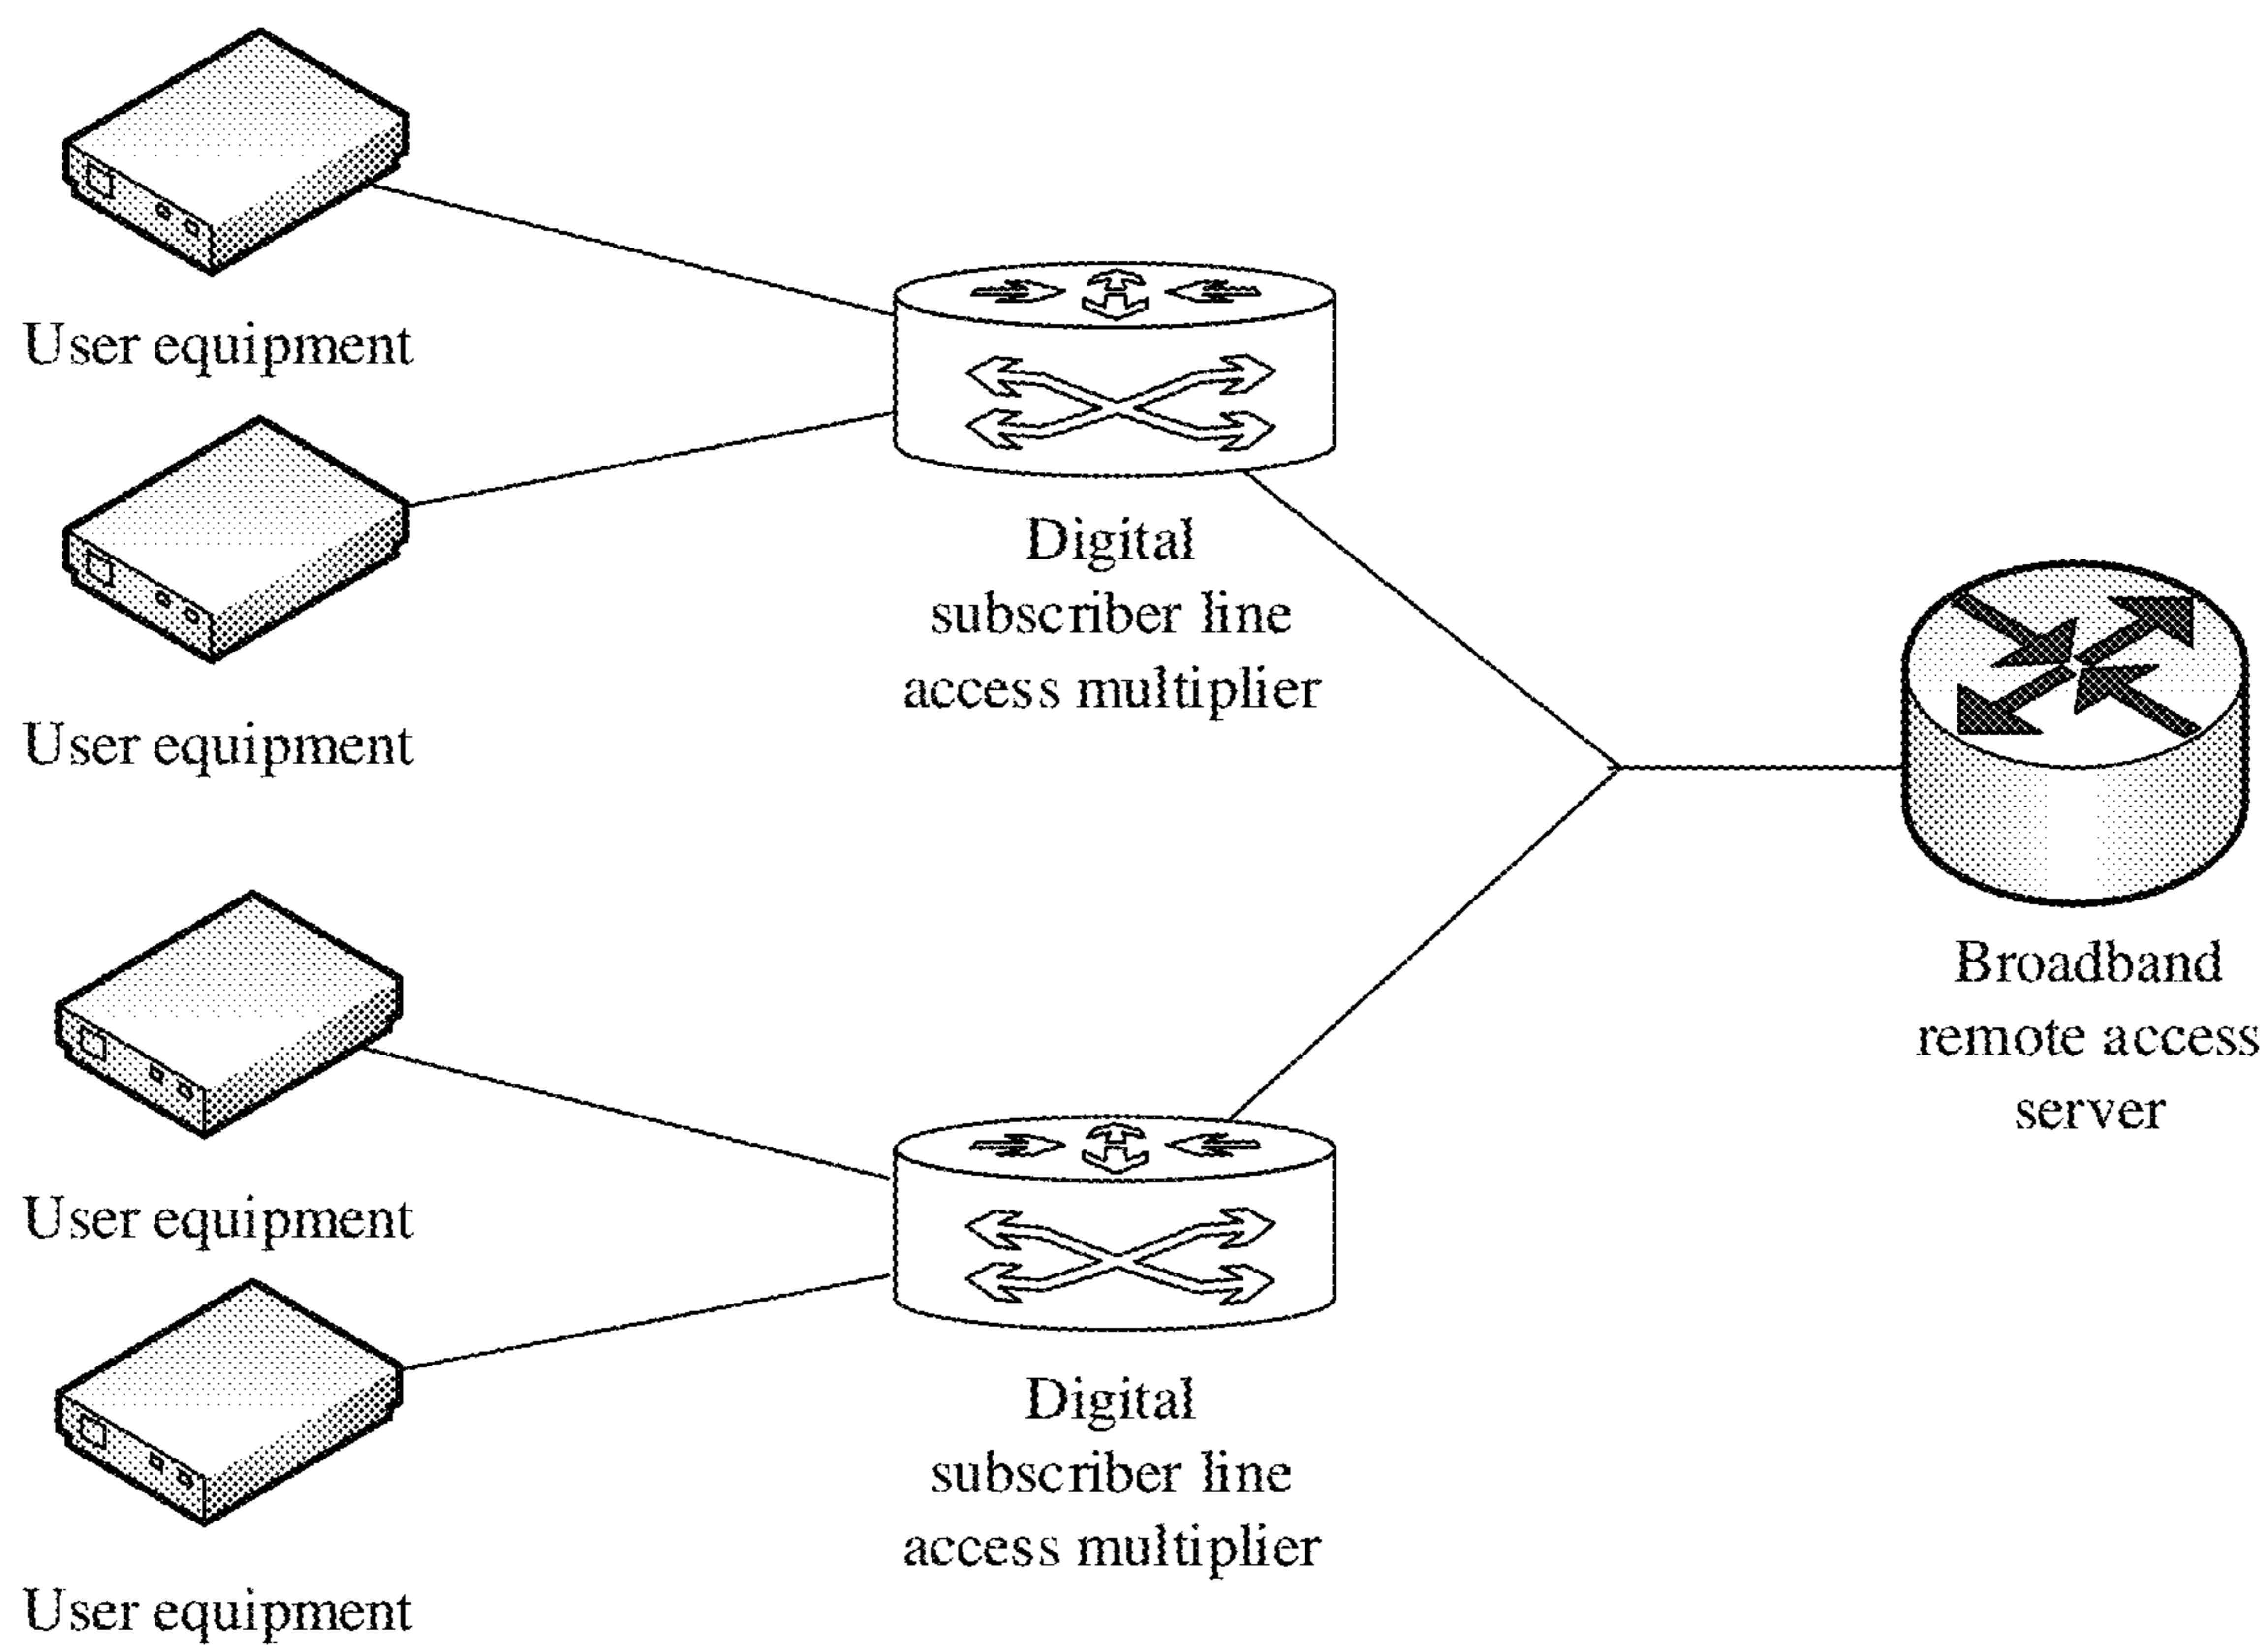 User equipment
Digital
subscriber line
access multiplier
User equipment
Broadband
remote access
server
User equipment
Digital
subscriber line
access multiplier
User equipment